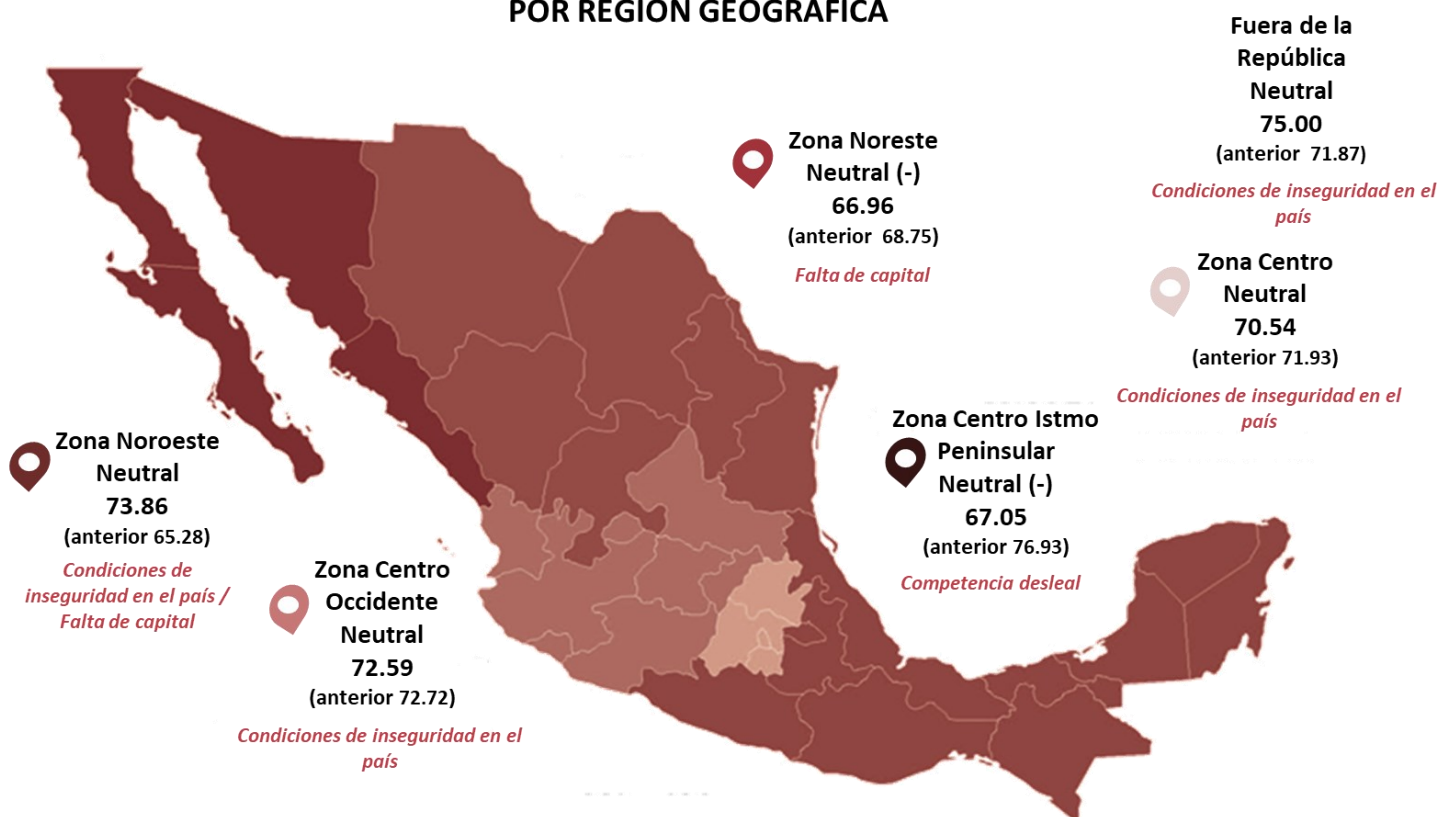 POR REGIÓN GEOGRÁFICA
Fuera de la
República
Neutral
75.00
(anterior 71.87)
Condiciones de inseguridad en el
país
Zona Noreste
Neutral (-)
66.96
(anterior 68.75)
Falta de capital
Zona Centro
Neutral
70.54
(anterior 71.93)
Condiciones de inseguridad en el
país
Zona Centro Istmo
Peninsular
Neutral (-)
67.05
(anterior 76.93)
Competencia desleal
Zona Noroeste
Neutral
73.86
(anterior 65.28)
Condiciones de
inseguridad en el país /
Falta de capital
Zona Centro
Occidente
Neutral
72.59
(anterior 72.72)
Condiciones de inseguridad en el
país